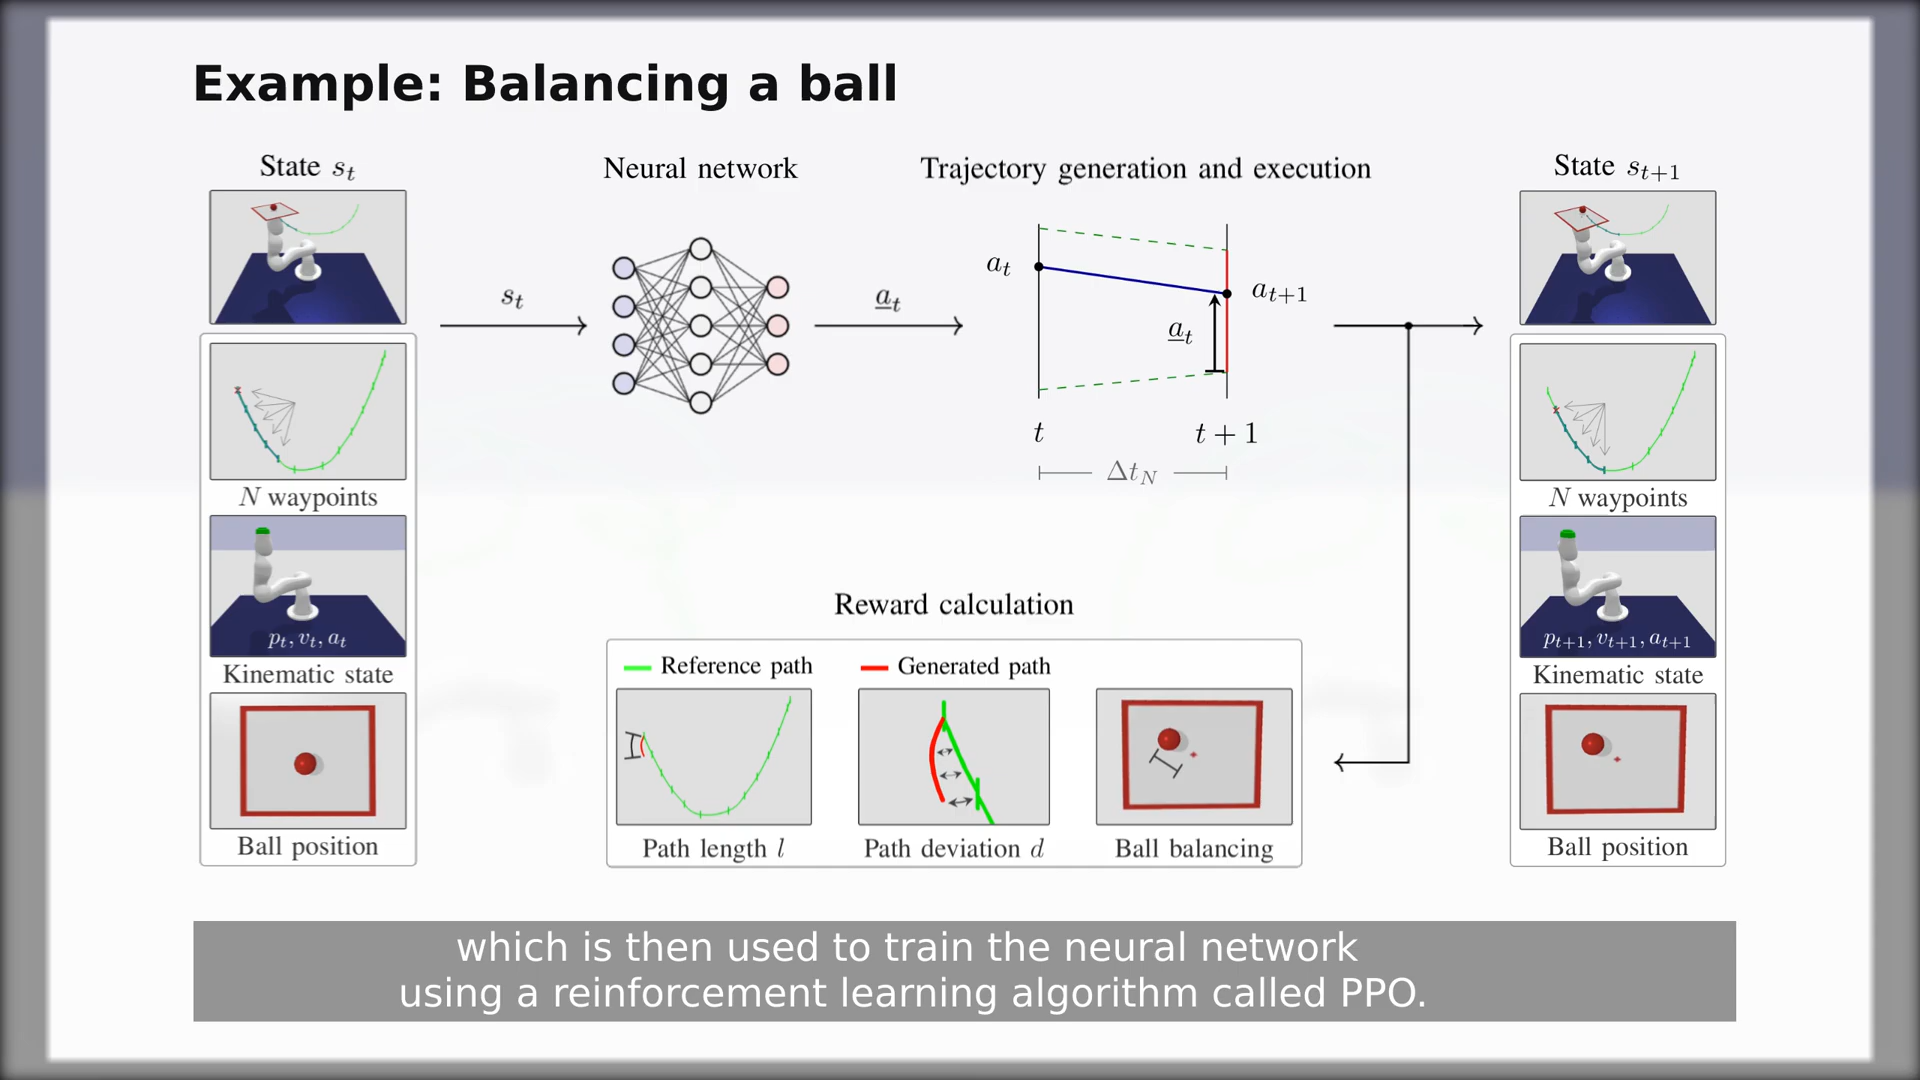 Example: Balancing a ball
State s_t
Neural network
Trajectory generation and execution
State s_{t+1}
s_t
a_t
a_t
a_{t+1}
a_t
t
t + 1
Δt_N
N waypoints
p_t, v_t, a_t
Kinematic state
Ball position
Reward calculation
Reference path
Generated path
Path length l
Path deviation d
Ball balancing
N waypoints
p_{t+1}, v_{t+1}, a_{t+1}
Kinematic state
Ball position
which is then used to train the neural network
using a reinforcement learning algorithm called PPO.